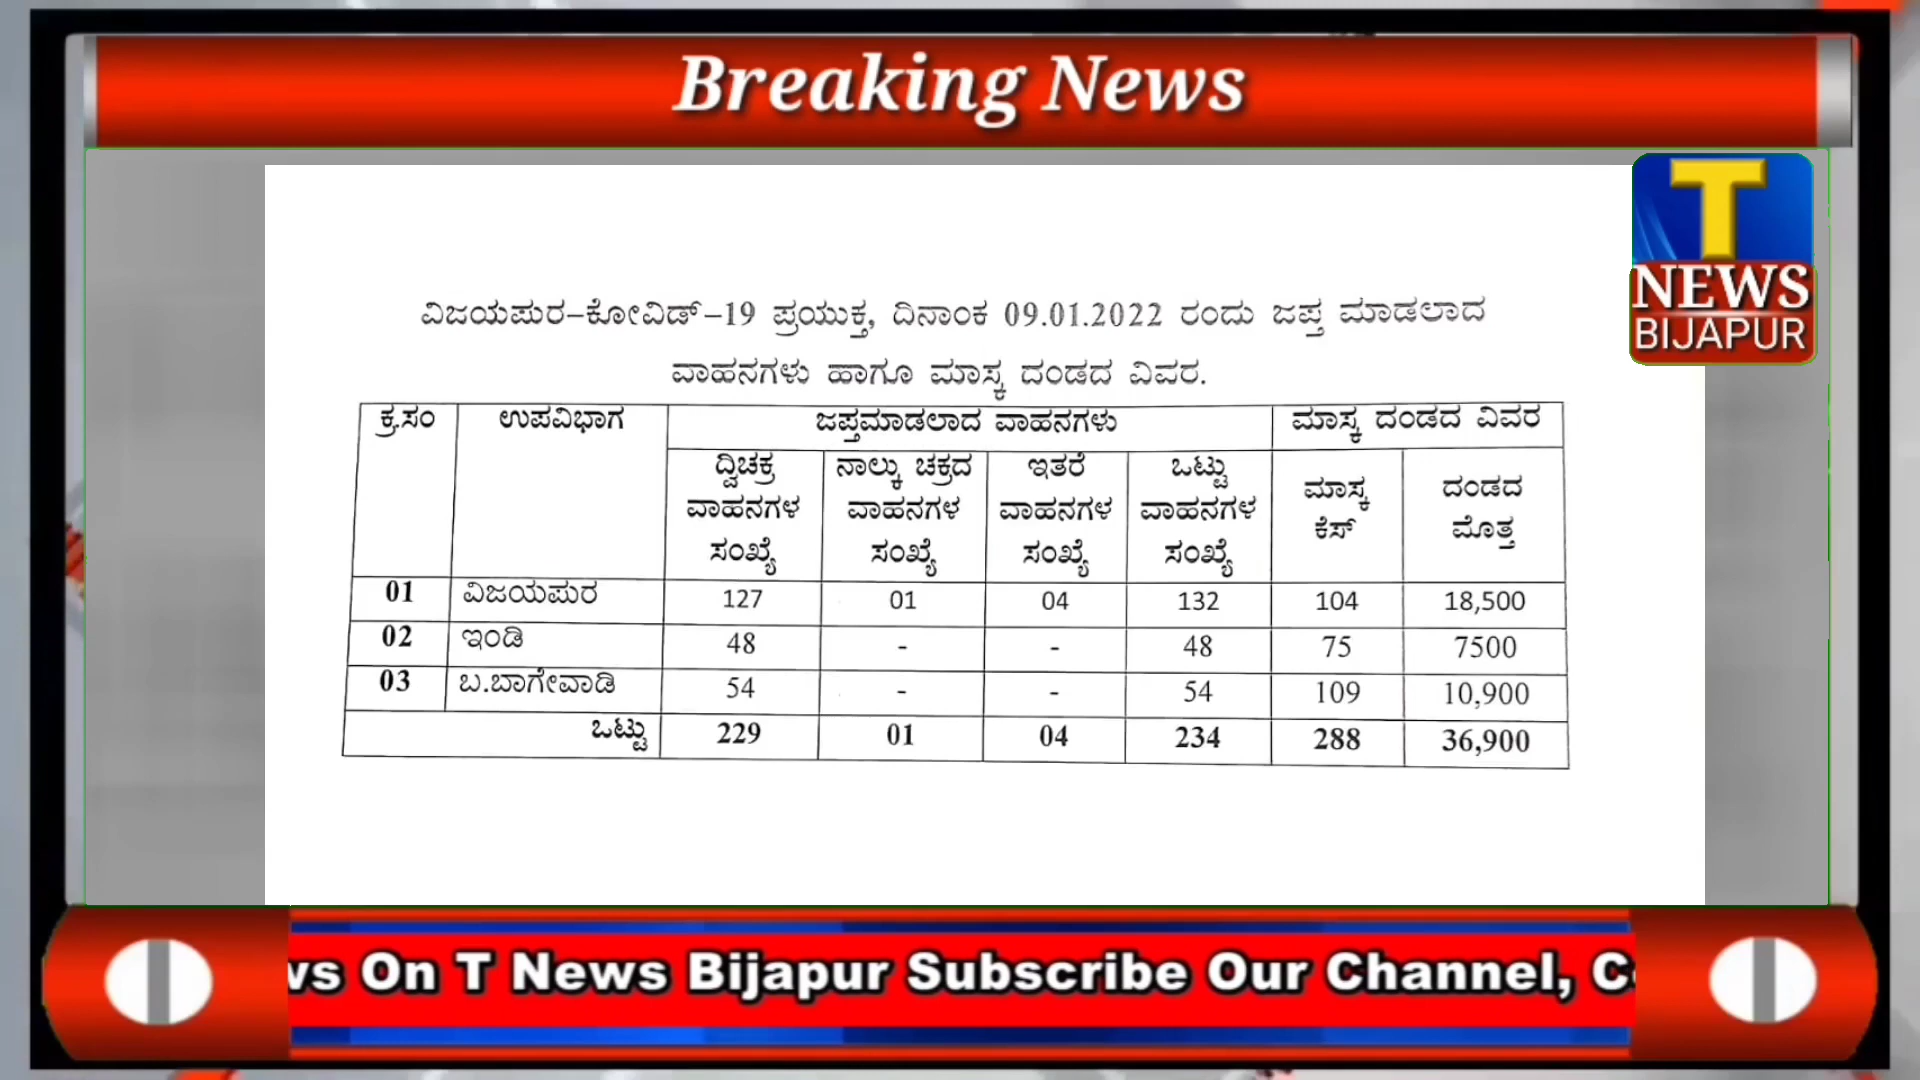 Breaking News
T
NEWS
BIJAPUR
ವಿಜಯಪುರ–ಕೋವಿಡ್–19 ಪ್ರಯುಕ್ತ, ದಿನಾಂಕ 09.01.2022 ರಂದು ಜಪ್ತ ಮಾಡಲಾದ
ವಾಹನಗಳು ಹಾಗೂ ಮಾಸ್ಕ ದಂಡದ ವಿವರ.
ಕ್ರ.ಸಂ ಉಪವಿಭಾಗ ಜಪ್ತಮಾಡಲಾದ ವಾಹನಗಳು ಮಾಸ್ಕ ದಂಡದ ವಿವರ
ದ್ವಿಚಕ್ರ ನಾಲ್ಕು ಚಕ್ರದ ಇತರೆ ಒಟ್ಟು
ವಾಹನಗಳ ವಾಹನಗಳ ವಾಹನಗಳ ವಾಹನಗಳ ಮಾಸ್ಕ ದಂಡದ
ಸಂಖ್ಯೆ ಸಂಖ್ಯೆ ಸಂಖ್ಯೆ ಸಂಖ್ಯೆ ಕೆಸ್ ಮೊತ್ತ
01 ವಿಜಯಪುರ 127 01 04 132 104 18,500
02 ಇಂಡಿ 48 - - 48 75 7500
03 ಬ.ಬಾಗೇವಾಡಿ 54 - - 54 109 10,900
ಒಟ್ಟು 229 01 04 234 288 36,900
On T News Bijapur Subscribe Our Channel,